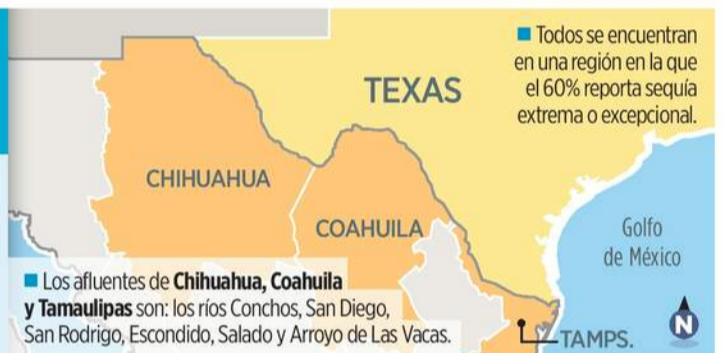 ■ Todos se encuentran
en una región en la que
el 60% reporta sequía
extrema o excepcional.
TEXAS
CHIHUAHUA
COAHUILA
Golfo
de México
■ Los afluentes de Chihuahua, Coahuila
y Tamaulipas son: los ríos Conchos, San Diego,
San Rodrigo, Escondido, Salado y Arroyo de Las Vacas.
TAMPS.
N